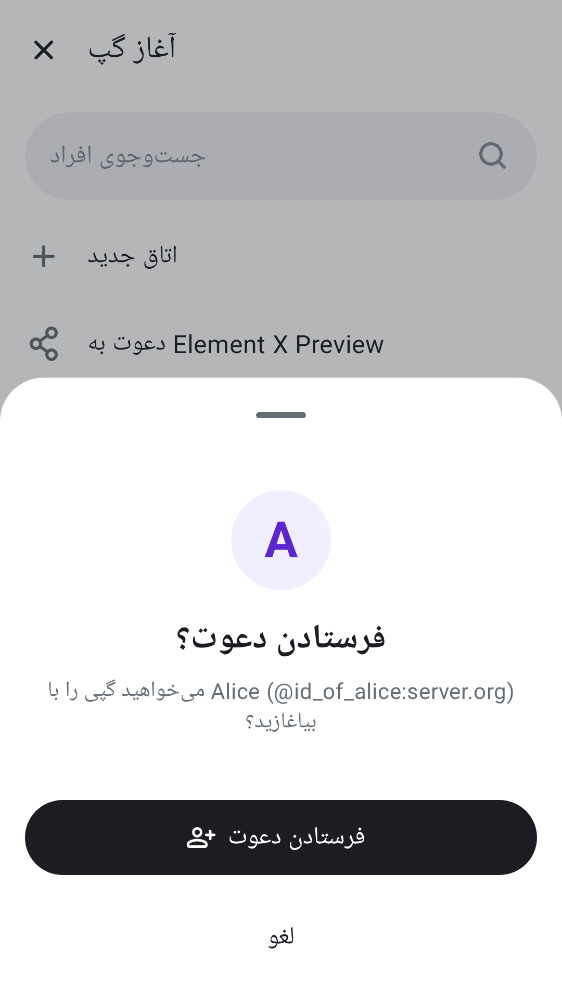 آغاز گپ
جست‌وجوی افراد
اتاق جدید
دعوت به Element X Preview
A
فرستادن دعوت؟
می‌خواهید گپی را با Alice (@id_of_alice:server.org)
بیاغازید؟
فرستادن دعوت
لغو